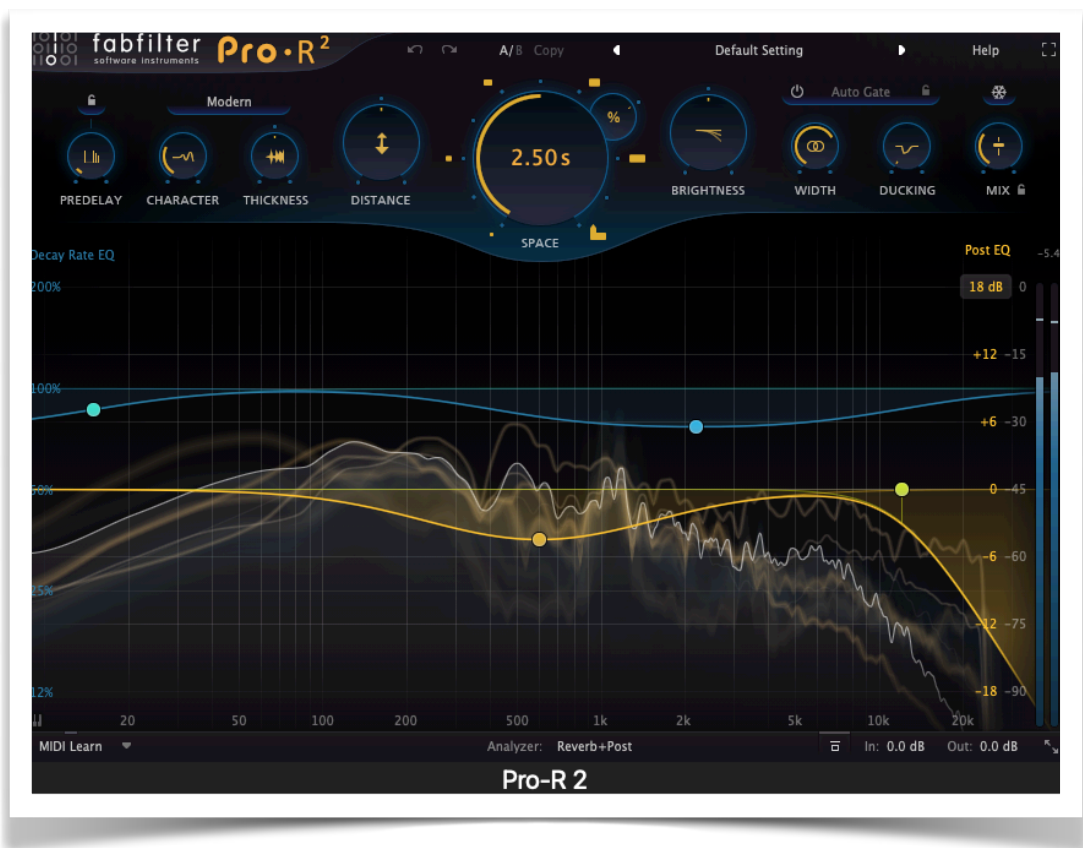 fabfilter
software instruments
Pro·R 2
A/B Copy
Default Setting
Help
Modern
%
Auto Gate
2.50 s
PREDELAY
CHARACTER
THICKNESS
DISTANCE
BRIGHTNESS
WIDTH
DUCKING
MIX
SPACE
Decay Rate EQ
Post EQ
-5.4
200%
18 dB
0
+12
-15
100%
+6
-30
50%
0
-45
-6
-60
25%
-12
-75
12%
-18
-90
20
50
100
200
500
1k
2k
5k
10k
20k
MIDI Learn
Analyzer: Reverb+Post
In: 0.0 dB
Out: 0.0 dB
Pro-R 2